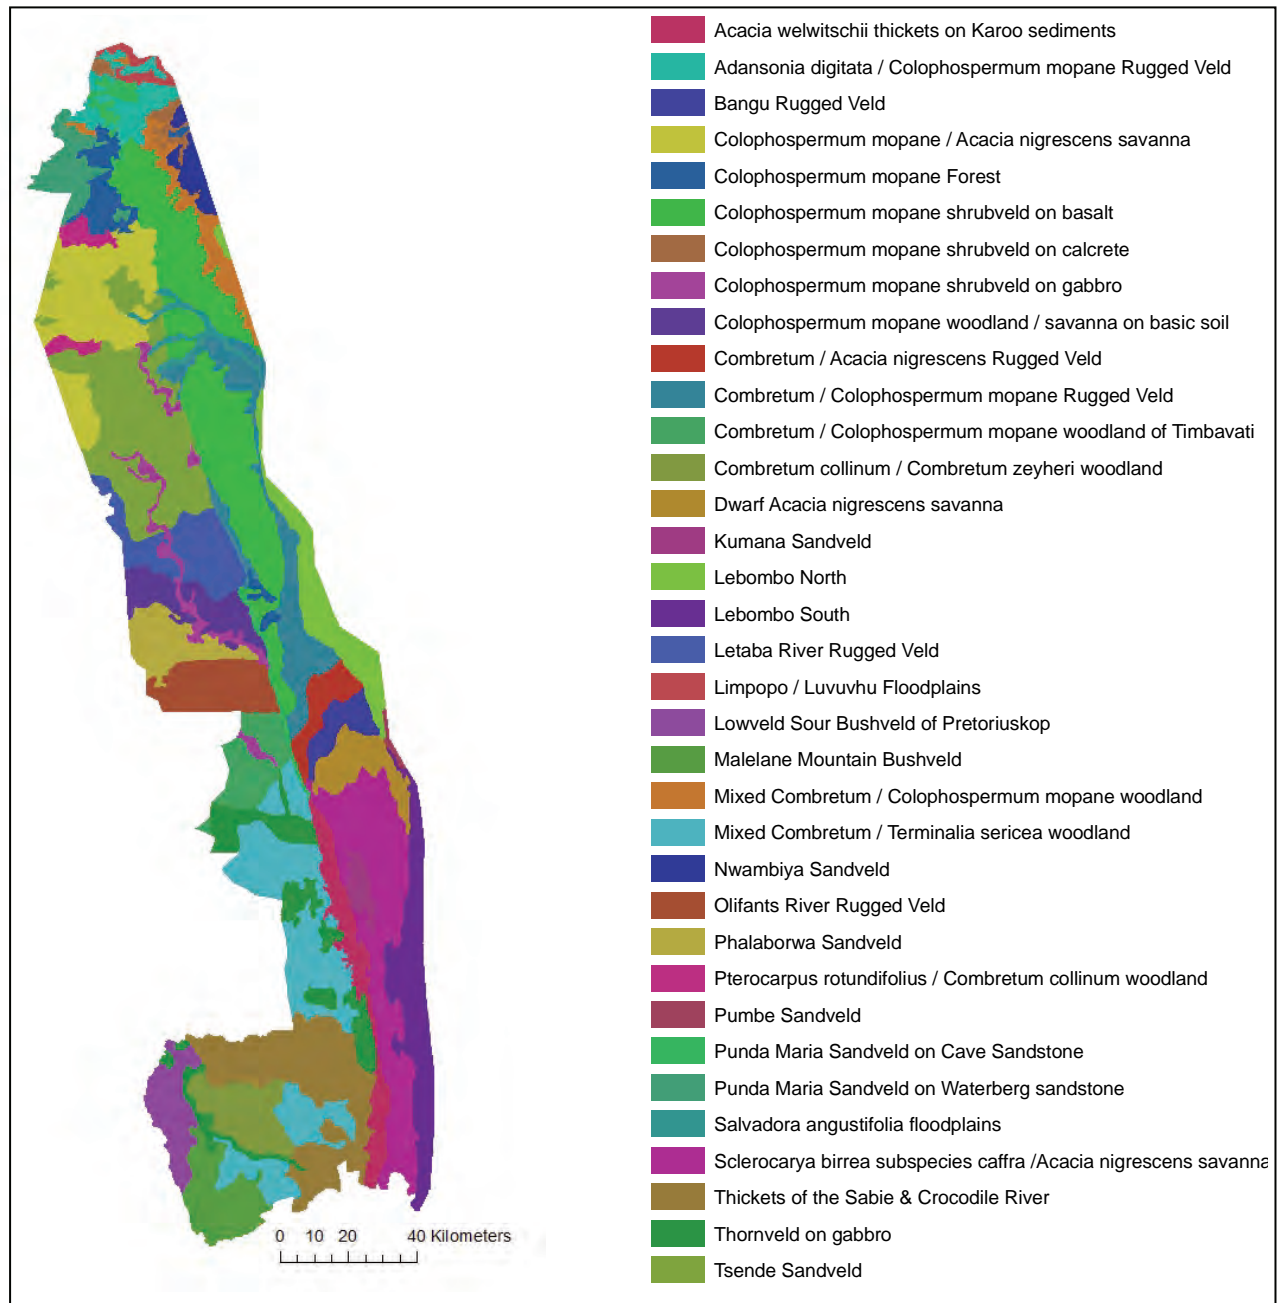 Acacia welwitschii thickets on Karoo sediments
Adansonia digitata / Colophospermum mopane Rugged Veld
Bangu Rugged Veld
Colophospermum mopane / Acacia nigrescens savanna
Colophospermum mopane Forest
Colophospermum mopane shrubveld on basalt
Colophospermum mopane shrubveld on calcrete
Colophospermum mopane shrubveld on gabbro
Colophospermum mopane woodland / savanna on basic soil
Combretum / Acacia nigrescens Rugged Veld
Combretum / Colophospermum mopane Rugged Veld
Combretum / Colophospermum mopane woodland of Timbavati
Combretum collinum / Combretum zeyheri woodland
Dwarf Acacia nigrescens savanna
Kumana Sandveld
Lebombo North
Lebombo South
Letaba River Rugged Veld
Limpopo / Luvuvhu Floodplains
Lowveld Sour Bushveld of Pretoriuskop
Malelane Mountain Bushveld
Mixed Combretum / Colophospermum mopane woodland
Mixed Combretum / Terminalia sericea woodland
Nwambiya Sandveld
Olifants River Rugged Veld
Phalaborwa Sandveld
Pterocarpus rotundifolius / Combretum collinum woodland
Pumbe Sandveld
Punda Maria Sandveld on Cave Sandstone
Punda Maria Sandveld on Waterberg sandstone
Salvadora angustifolia floodplains
Sclerocarya birrea subspecies caffra /Acacia nigrescens savanna
Thickets of the Sabie & Crocodile River
Thornveld on gabbro
Tsende Sandveld
0 10 20 40 Kilometers